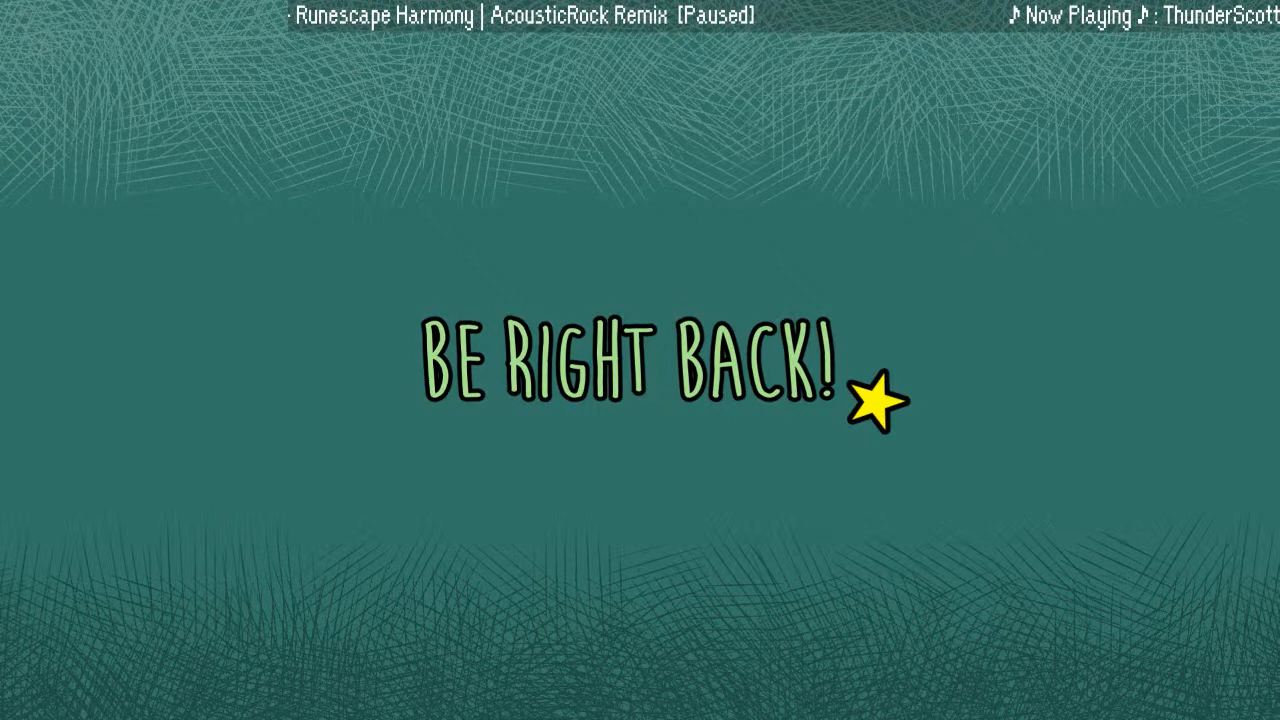 - Runescape Harmony | AcousticRock Remix [Paused] ♪ Now Playing ♪ : ThunderScott
BE RIGHT BACK!